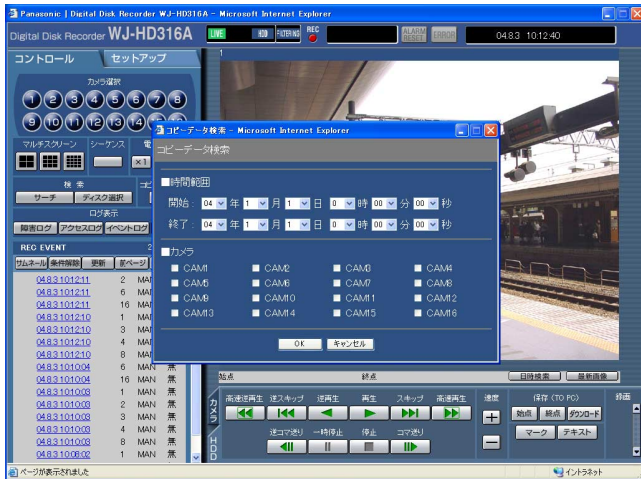 Panasonic | Digital Disk Recorder WJ-HD316A - Microsoft Internet Explorer
Digital Disk Recorder WJ-HD316A
LIVE HDD FILTERING REC ALARM RESET ERROR 04.8.3 10:12:40
コントロール セットアップ
1
カメラ選択
1 2 3 4 5 6 7 8
9 10 11 12 13 14
マルチスクリーン シーケンス 電
×1
検索 コピ
サーチ ディスク選択
ログ表示
障害ログ アクセスログ イベントログ
REC EVENT 2
サムネール 条件解除 更新 前ページ
04.8.3 10:12:11 2 MAN
04.8.3 10:12:11 6 MAN
04.8.3 10:12:11 16 MAN
04.8.3 10:12:10 1 MAN
04.8.3 10:12:10 3 MAN
04.8.3 10:12:10 4 MAN
04.8.3 10:12:10 8 MAN
04.8.3 10:10:04 6 MAN 無
04.8.3 10:10:04 16 MAN 無
04.8.3 10:10:03 1 MAN 無
04.8.3 10:10:03 2 MAN 無
04.8.3 10:10:03 3 MAN 無
04.8.3 10:10:03 4 MAN 無
04.8.3 10:10:03 8 MAN 無
04.8.3 10:08:02 1 MAN 無
コピーデータ検索 - Microsoft Internet Explorer
コピーデータ検索
■時間範囲
開始: 04 年 1 月 1 日 0 時 00 分 00 秒
終了: 04 年 1 月 1 日 0 時 00 分 00 秒
■カメラ
CAM1 CAM2 CAM3 CAM4
CAM5 CAM6 CAM7 CAM8
CAM9 CAM10 CAM11 CAM12
CAM13 CAM14 CAM15 CAM16
OK キャンセル
始点 終点 日時検索 最新画像
カメラ
HDD
高速逆再生 逆スキップ 逆再生 再生 スキップ 高速再生 速度 保存 (TO PC) 録画
始点 終点 ダウンロード
逆コマ送り 一時停止 停止 コマ送り
マーク テキスト
ページが表示されました
イントラネット